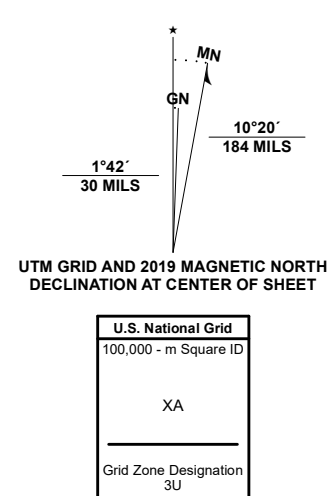 ★
MN
GN
10°20´
184 MILS
1°42´
30 MILS
UTM GRID AND 2019 MAGNETIC NORTH
DECLINATION AT CENTER OF SHEET
U.S. National Grid
100,000 - m Square ID
XA
Grid Zone Designation
3U